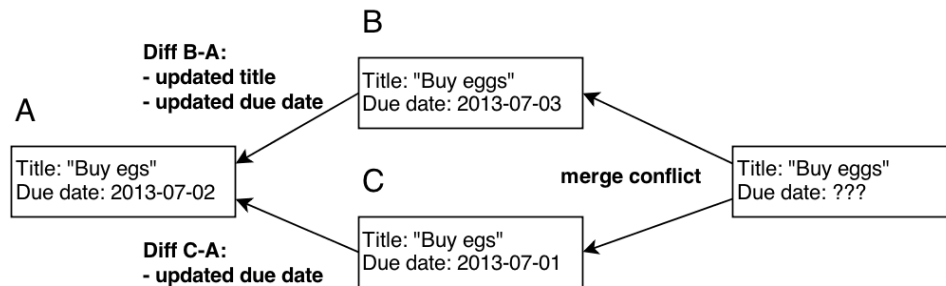 B
Diff B-A:
- updated title
- updated due date
Title: "Buy eggs"
Due date: 2013-07-03
A
Title: "Buy egs"
Due date: 2013-07-02
C
merge conflict
Title: "Buy eggs"
Due date: ???
Diff C-A:
- updated due date
Title: "Buy egs"
Due date: 2013-07-01